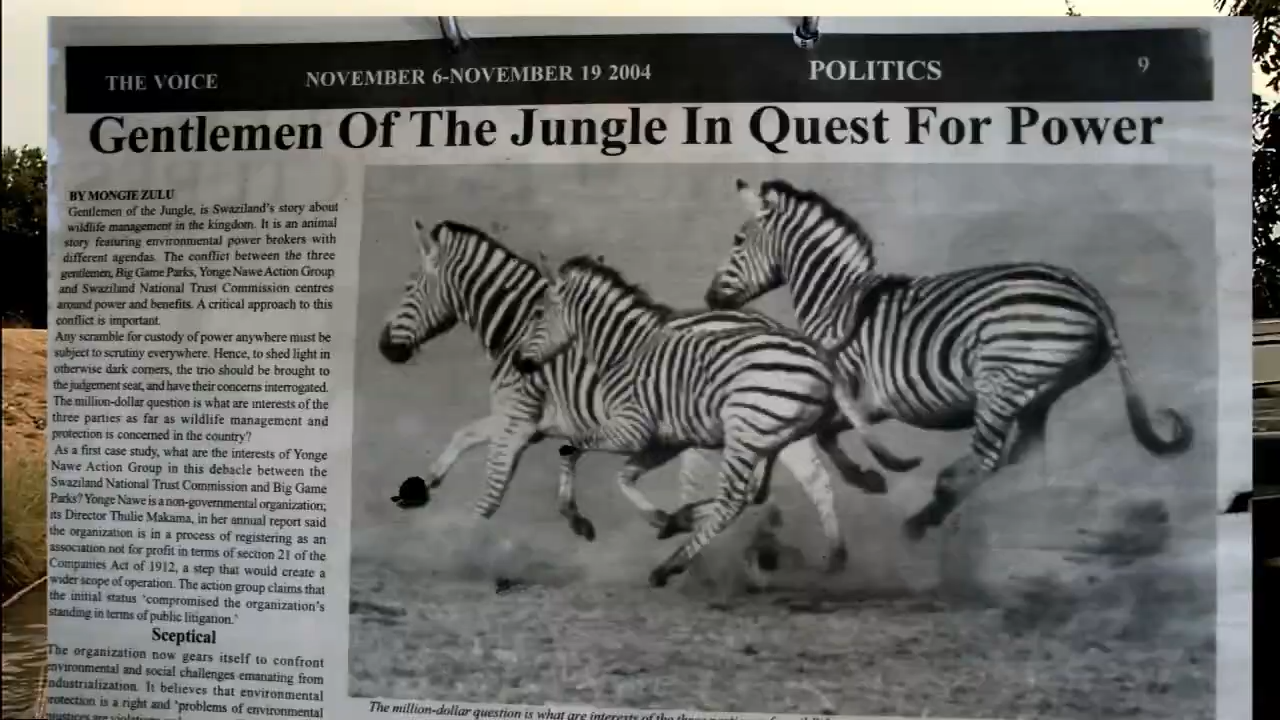 THE VOICE NOVEMBER 6-NOVEMBER 19 2004 POLITICS 9
Gentlemen Of The Jungle In Quest For Power
BY MONGIE ZULU
Gentlemen of the Jungle, is Swaziland's story about
wildlife management in the kingdom. It is an animal
story featuring environmental power brokers with
different agendas. The conflict between the three
gentlemen, Big Game Parks, Yonge Nawe Action Group
and Swaziland National Trust Commission centres
around power and benefits. A critical approach to this
conflict is important.
Any scramble for custody of power anywhere must be
subject to scrutiny everywhere. Hence, to shed light in
otherwise dark corners, the trio should be brought to
the judgement seat, and have their concerns interrogated.
The million-dollar question is what are interests of the
three parties as far as wildlife management and
protection is concerned in the country?
As a first case study, what are the interests of Yonge
Nawe Action Group in this debacle between the
Swaziland National Trust Commission and Big Game
Parks? Yonge Nawe is a non-governmental organization;
its Director Thulie Makama, in her annual report said
the organization is in a process of registering as an
association not for profit in terms of section 21 of the
Companies Act of 1912, a step that would create a
wider scope of operation. The action group claims that
the initial status 'compromised the organization's
standing in terms of public litigation.'
Sceptical
The organization now gears itself to confront
environmental and social challenges emanating from
industrialization. It believes that environmental
protection is a right and 'problems of environmental
The million-dollar question is what are interests of the three